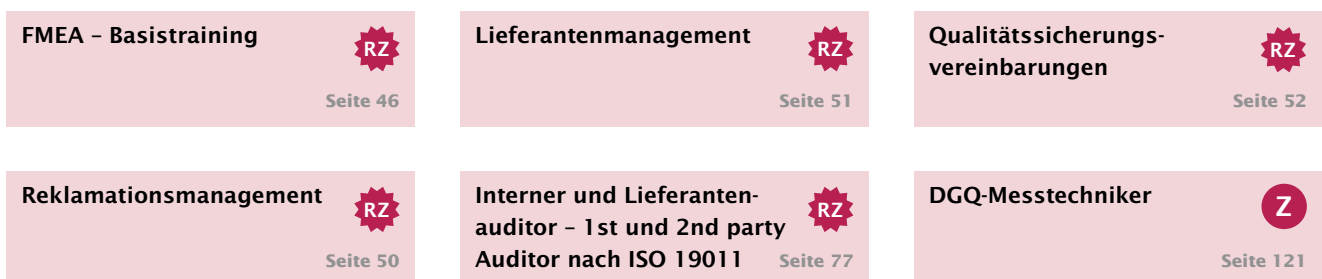 FMEA – Basistraining
RZ
Seite 46
Lieferantenmanagement
RZ
Seite 51
Qualitätssicherungs-
vereinbarungen
RZ
Seite 52
Reklamationsmanagement
RZ
Seite 50
Interner und Lieferanten-
auditor – 1st und 2nd party
Auditor nach ISO 19011
RZ
Seite 77
DGQ-Messtechniker
Z
Seite 121